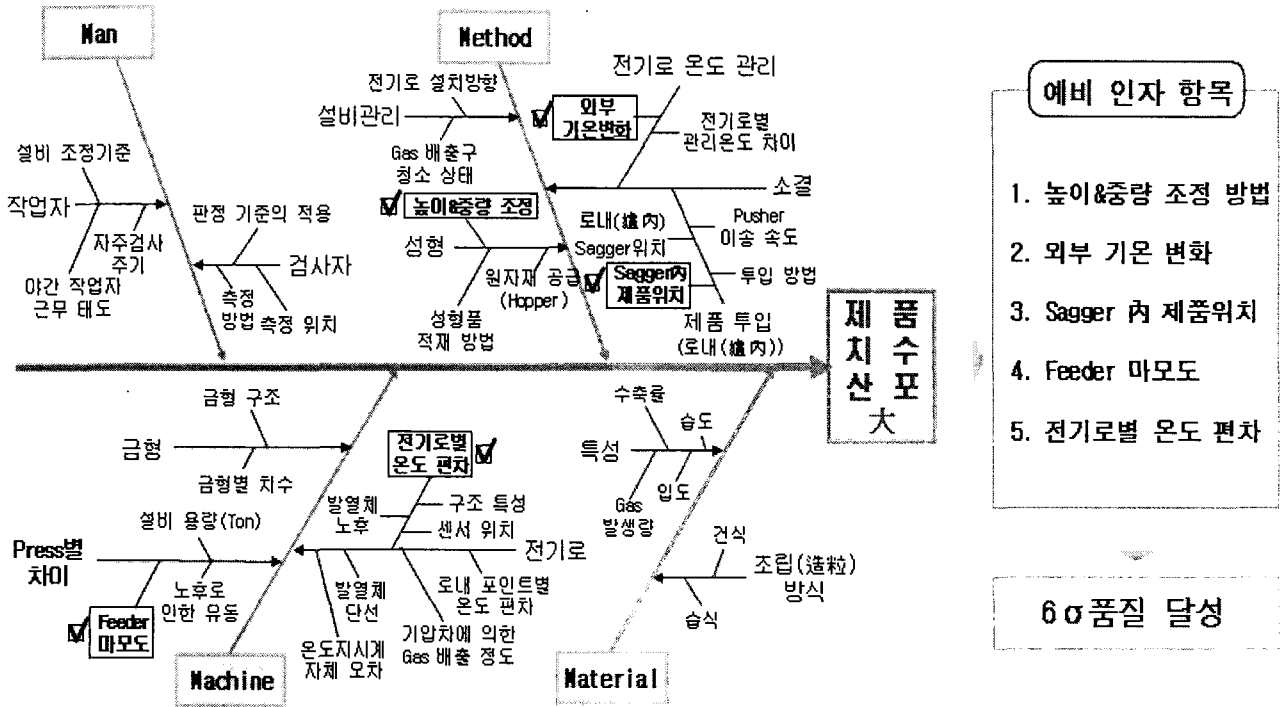 Man
설비 조정기준
작업자
자주검사
주기
야간 작업자
근무 태도
판정 기준의 적용
검사자
측정
방법
측정 위치
Method
전기로 설치방향
설비관리
Gas 배출구
청소 상태
높이&중량 조정
성형
원자재 공급
(Hopper)
성형품
적재 방법
외부
기온변화
전기로 온도 관리
전기로별
관리온도 차이
소결
로내(爐內)
Sagger위치
Pusher
이송 속도
Sagger內
제품위치
투입 방법
제품 투입
(로내(爐內))
제품
치수
산포
大
금형 구조
금형
금형별 치수
설비 용량(Ton)
Press별
차이
노후로
인한 유동
Feeder
마모도
전기로별
온도 편차
발열체
노후
구조 특성
센서 위치
전기로
발열체
단선
로내 포인트별
온도 편차
온도지시계
자체 오차
기압차에 의한
Gas 배출 정도
Machine
수축률
습도
특성
Gas
발생량
입도
건식
조립(造粒)
방식
습식
Material
예비 인자 항목
1. 높이&중량 조정 방법
2. 외부 기온 변화
3. Sagger 內 제품위치
4. Feeder 마모도
5. 전기로별 온도 편차
6σ품질 달성